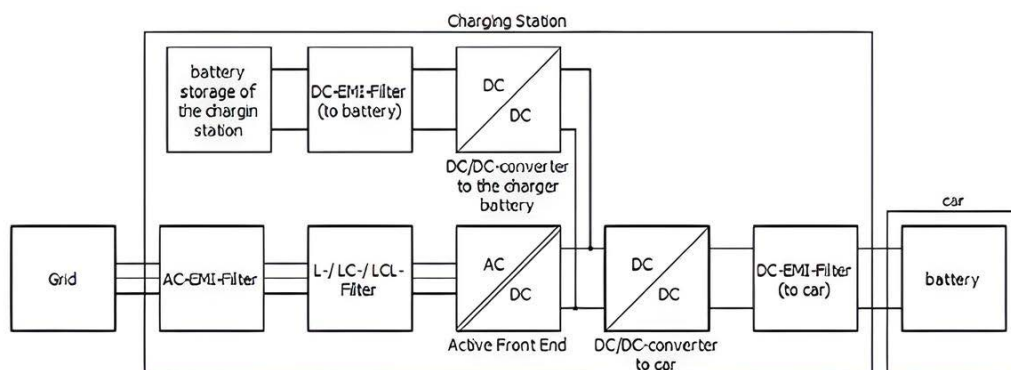 Charging Station
battery
storage of
the chargin
station
DC-EMI-Filter
(to battery)
DC
DC
DC/DC-converter
to the charger
battery
car
Grid
AC-EMI-Filter
L-/ LC-/ LCL-
Filter
AC
DC
Active Front End
DC
DC
DC/DC-converter
to car
DC-EMI-Filter
(to car)
battery